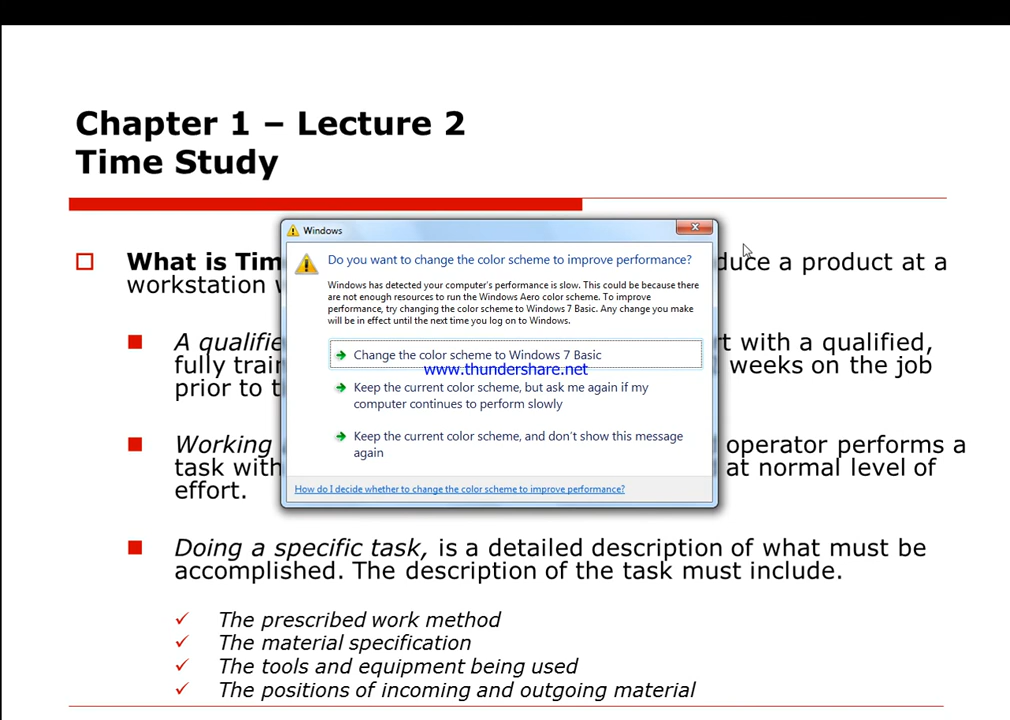 Chapter 1 – Lecture 2
Time Study
What is Tim
duce a product at a
workstation
A qualifie
t with a qualified,
fully train
weeks on the job
prior to t
Working
operator performs a
task with
at normal level of
effort.
Doing a specific task, is a detailed description of what must be
accomplished. The description of the task must include.
The prescribed work method
The material specification
The tools and equipment being used
The positions of incoming and outgoing material
Windows
Do you want to change the color scheme to improve performance?
Windows has detected your computer's performance is slow. This could be because there
are not enough resources to run the Windows Aero color scheme. To improve
performance, try changing the color scheme to Windows 7 Basic. Any change you make
will be in effect until the next time you log on to Windows.
Change the color scheme to Windows 7 Basic
www.thundershare.net
Keep the current color scheme, but ask me again if my
computer continues to perform slowly
Keep the current color scheme, and don't show this message
again
How do I decide whether to change the color scheme to improve performance?